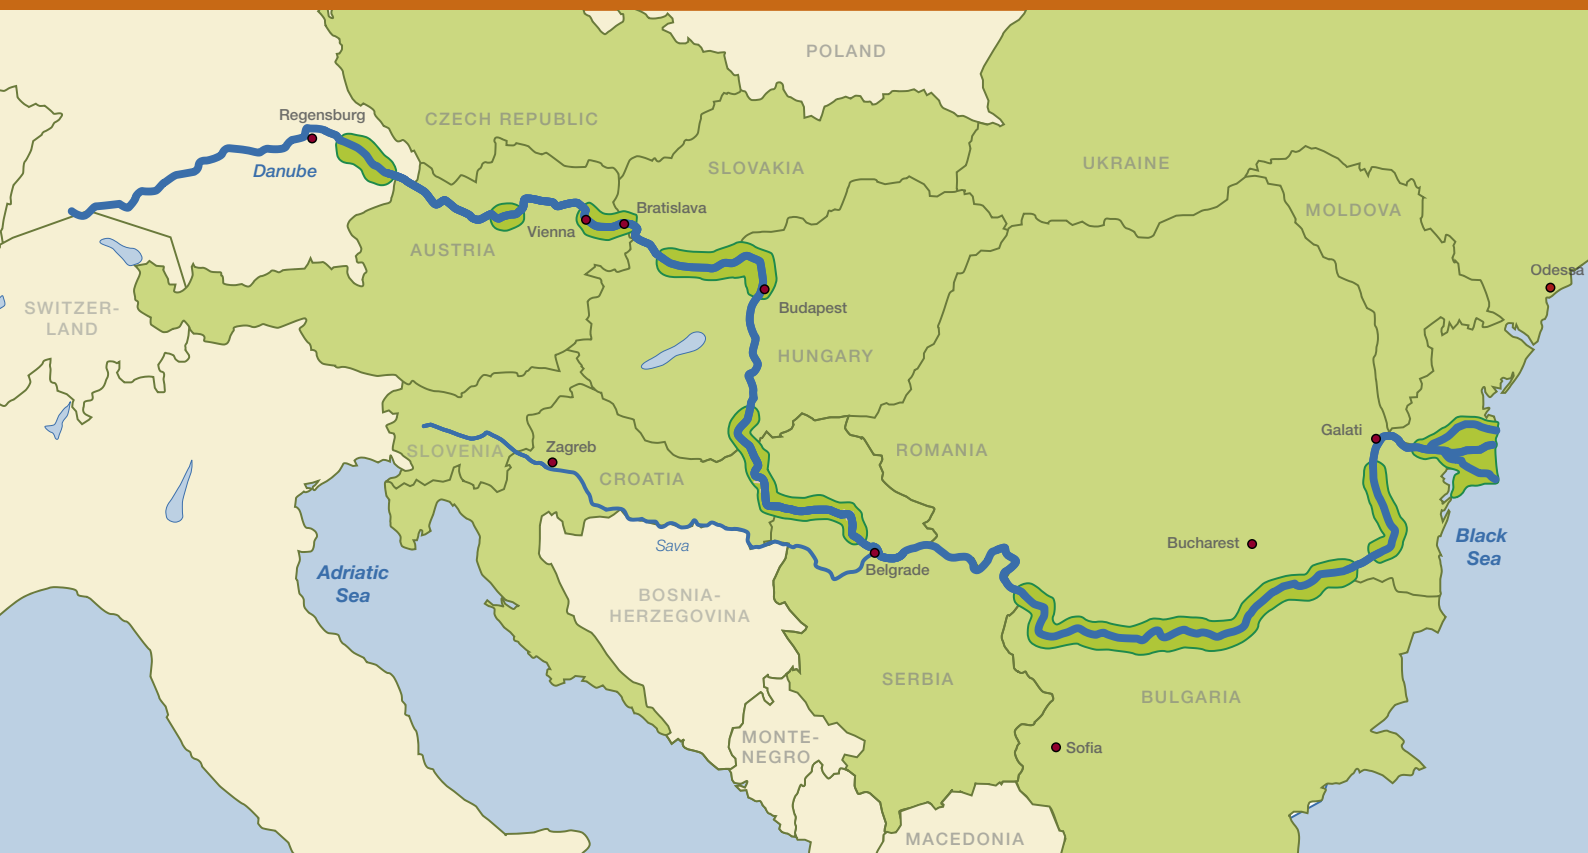 POLAND
Regensburg
CZECH REPUBLIC
Danube
SLOVAKIA
UKRAINE
Bratislava
MOLDOVA
Vienna
AUSTRIA
Odessa
SWITZER-
LAND
Budapest
HUNGARY
Galati
SLOVENIA
Zagreb
ROMANIA
CROATIA
Sava
Bucharest
Black
Sea
Adriatic
Sea
Belgrade
BOSNIA-
HERZEGOVINA
SERBIA
BULGARIA
MONTE-
NEGRO
Sofia
MACEDONIA